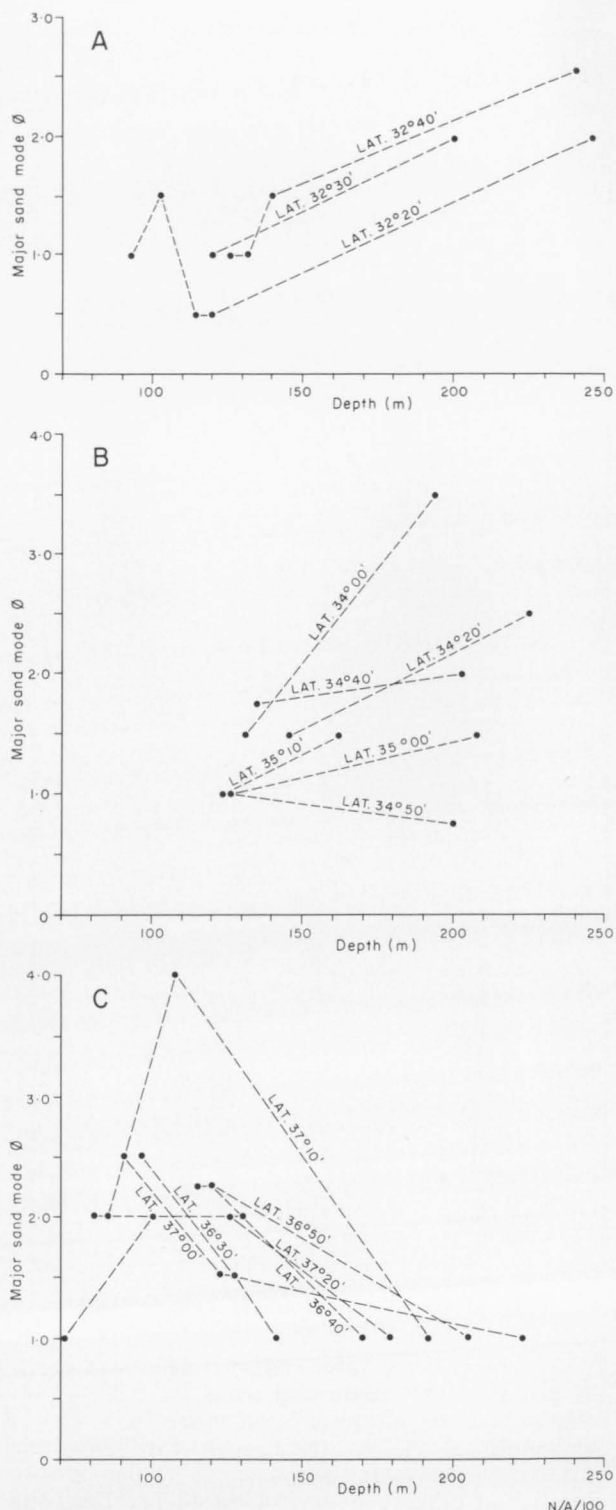 A
3·0
2·0
1·0
0
Major sand mode Ø
LAT. 32°40'
LAT. 32°30'
LAT. 32°20'
100
150
200
250
Depth (m)
B
4·0
3·0
2·0
1·0
0
Major sand mode Ø
LAT. 34°00'
LAT. 34°20'
LAT. 34°40'
LAT. 35°10'
LAT. 35°00'
LAT. 34°50'
100
150
200
250
Depth (m)
C
4·0
3·0
2·0
1·0
0
Major sand mode Ø
LAT. 37°10'
LAT. 36°50'
LAT. 37°00'
LAT. 36°30'
LAT. 37°20'
LAT. 36°40'
100
150
200
250
Depth (m)
N/A/100